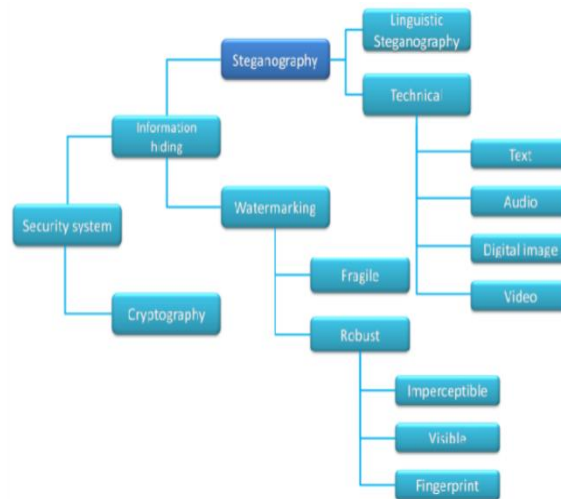 Linguistic
Steganography
Steganography
Technical
Information
hiding
Text
Watermarking
Audio
Security system
Digital image
Fragile
Video
Cryptography
Robust
Imperceptible
Visible
Fingerprint